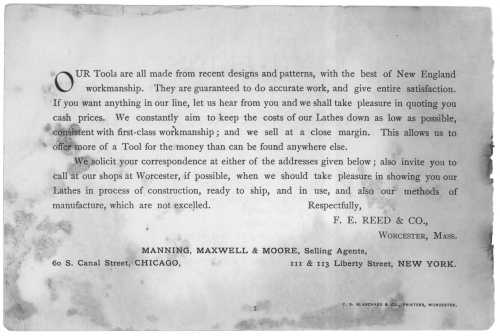 OUR Tools are all made from recent designs and patterns, with the best of New England
workmanship. They are guaranteed to do accurate work, and give entire satisfaction.
If you want anything in our line, let us hear from you and we shall take pleasure in quoting you
cash prices. We constantly aim to keep the costs of our Lathes down as low as possible,
consistent with first-class workmanship; and we sell at a close margin. This allows us to
offer more of a Tool for the money than can be found anywhere else.
We solicit your correspondence at either of the addresses given below; also invite you to
call at our shops at Worcester, if possible, when we should take pleasure in showing you our
Lathes in process of construction, ready to ship, and in use, and also our methods of
manufacture, which are not excelled. Respectfully,
F. E. REED & CO.,
WORCESTER, MASS.
MANNING, MAXWELL & MOORE, Selling Agents,
60 S. Canal Street, CHICAGO, 111 & 113 Liberty Street, NEW YORK.
BLANCHARD & CO., PRINTERS, WORCESTER.